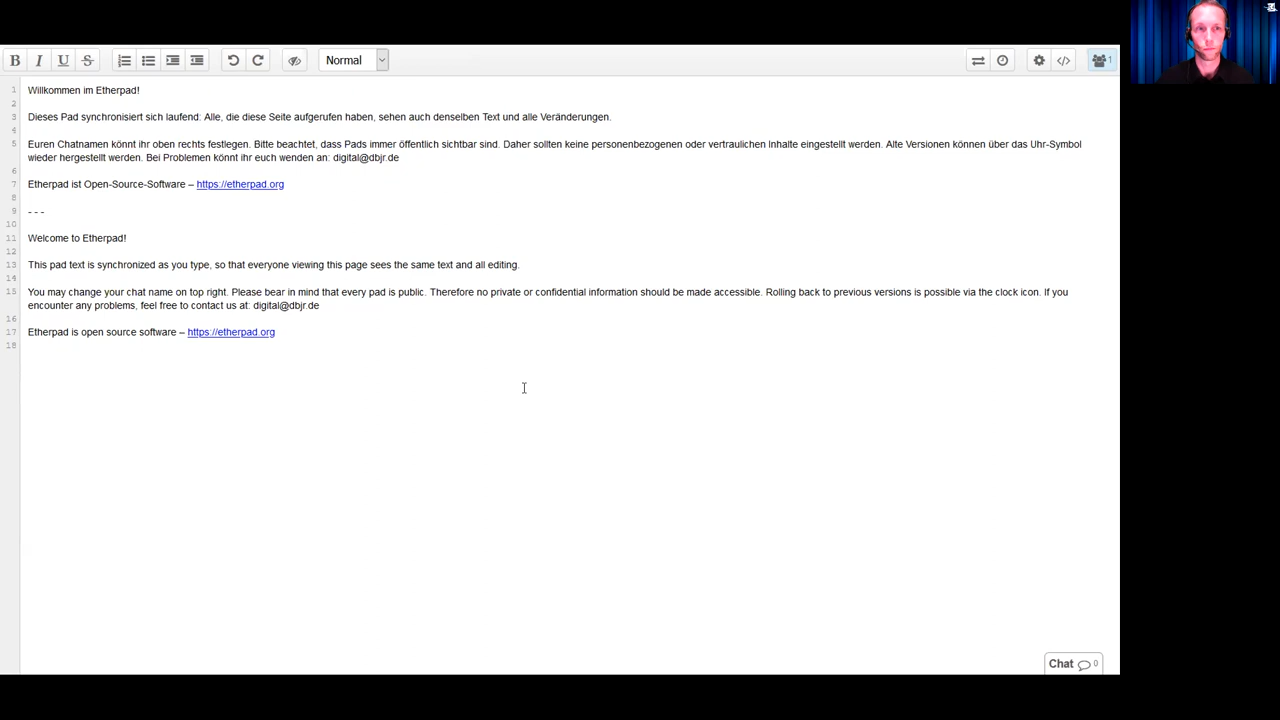 B I U S Normal 1
1 Willkommen im Etherpad!
2
3 Dieses Pad synchronisiert sich laufend: Alle, die diese Seite aufgerufen haben, sehen auch denselben Text und alle Veränderungen.
4
5 Euren Chatnamen könnt ihr oben rechts festlegen. Bitte beachtet, dass Pads immer öffentlich sichtbar sind. Daher sollten keine personenbezogenen oder vertraulichen Inhalte eingestellt werden. Alte Versionen können über das Uhr-Symbol
wieder hergestellt werden. Bei Problemen könnt ihr euch wenden an: digital@dbjr.de
6
7 Etherpad ist Open-Source-Software – https://etherpad.org
8
9 - - -
10
11 Welcome to Etherpad!
12
13 This pad text is synchronized as you type, so that everyone viewing this page sees the same text and all editing.
14
15 You may change your chat name on top right. Please bear in mind that every pad is public. Therefore no private or confidential information should be made accessible. Rolling back to previous versions is possible via the clock icon. If you
encounter any problems, feel free to contact us at: digital@dbjr.de
16
17 Etherpad is open source software – https://etherpad.org
18
Chat 0